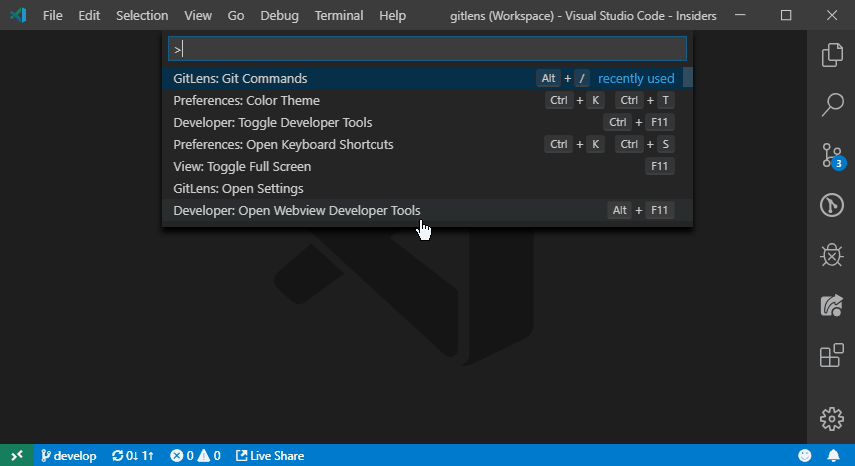 File Edit Selection View Go Debug Terminal Help gitlens (Workspace) - Visual Studio Code - Insiders
>
GitLens: Git Commands Alt + / recently used
Preferences: Color Theme Ctrl + K Ctrl + T
Developer: Toggle Developer Tools Ctrl + F11
Preferences: Open Keyboard Shortcuts Ctrl + K Ctrl + S
View: Toggle Full Screen F11
GitLens: Open Settings
Developer: Open Webview Developer Tools Alt + F11
3
develop 0↓ 1↑ 0 0 Live Share